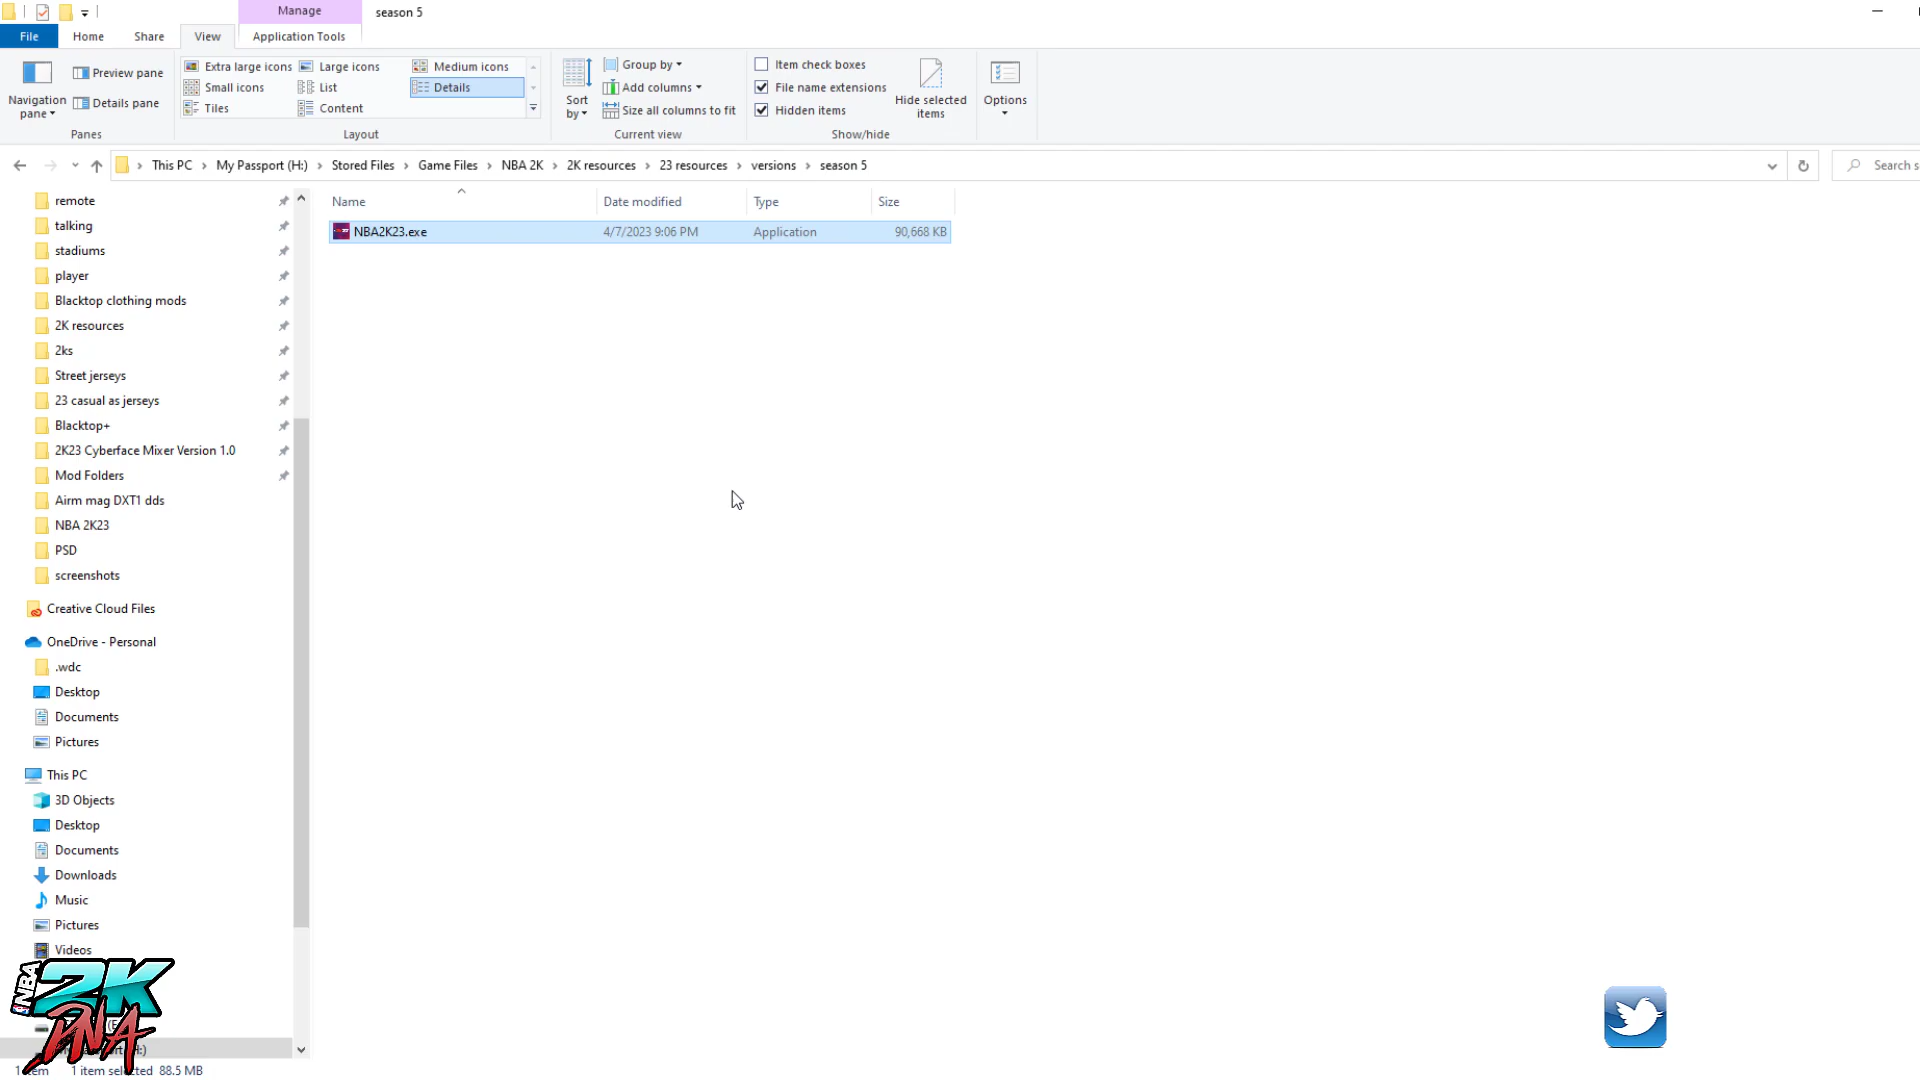 Manage
season 5
File
Home
Share
View
Application Tools
Navigation pane
Preview pane
Details pane
Panes
Extra large icons
Large icons
Medium icons
Small icons
List
Details
Tiles
Content
Layout
Sort by
Group by
Add columns
Size all columns to fit
Current view
Item check boxes
File name extensions
Hidden items
Hide selected items
Show/hide
Options
This PC > My Passport (H:) > Stored Files > Game Files > NBA 2K > 2K resources > 23 resources > versions > season 5
Search s
Name
Date modified
Type
Size
NBA2K23.exe
4/7/2023 9:06 PM
Application
90,668 KB
remote
talking
stadiums
player
Blacktop clothing mods
2K resources
2ks
Street jerseys
23 casual as jerseys
Blacktop+
2K23 Cyberface Mixer Version 1.0
Mod Folders
Airm mag DXT1 dds
NBA 2K23
PSD
screenshots
Creative Cloud Files
OneDrive - Personal
.wdc
Desktop
Documents
Pictures
This PC
3D Objects
Desktop
Documents
Downloads
Music
Pictures
Videos
NBA 2K DNA
1 item selected 88.5 MB